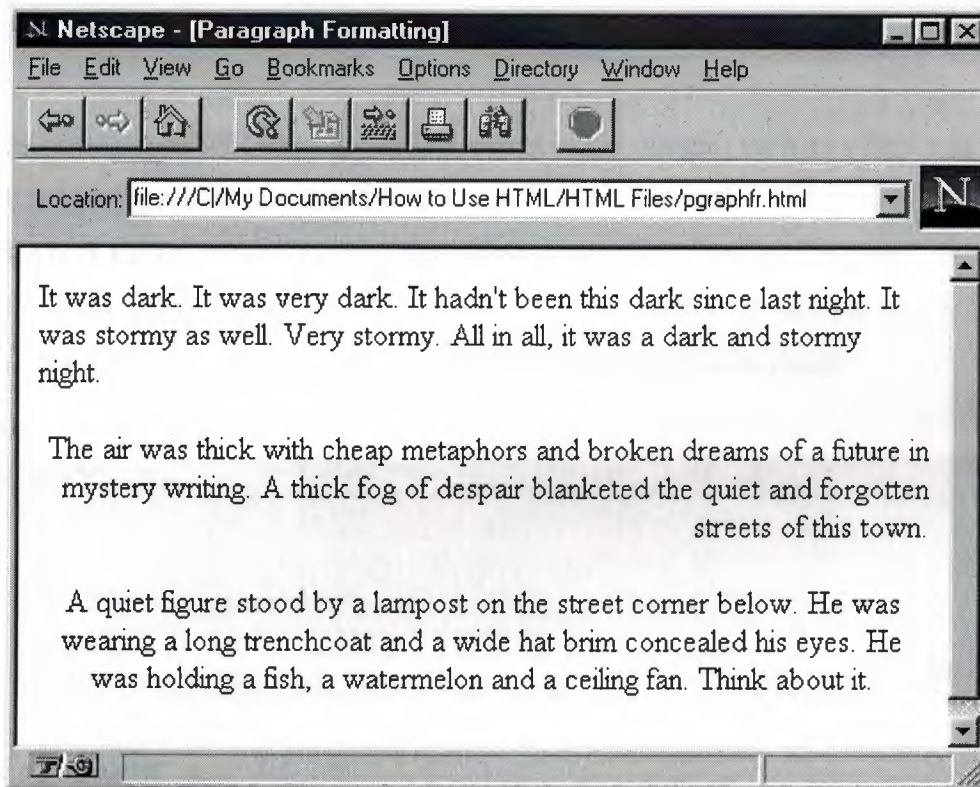 N Netscape - [Paragraph Formatting]
File Edit View Go Bookmarks Options Directory Window Help
Location: file:///C|/My Documents/How to Use HTML/HTML Files/pgraphfr.html
N
It was dark. It was very dark. It hadn't been this dark since last night. It
was stormy as well. Very stormy. All in all, it was a dark and stormy
night.
The air was thick with cheap metaphors and broken dreams of a future in
mystery writing. A thick fog of despair blanketed the quiet and forgotten
streets of this town.
A quiet figure stood by a lampost on the street corner below. He was
wearing a long trenchcoat and a wide hat brim concealed his eyes. He
was holding a fish, a watermelon and a ceiling fan. Think about it.